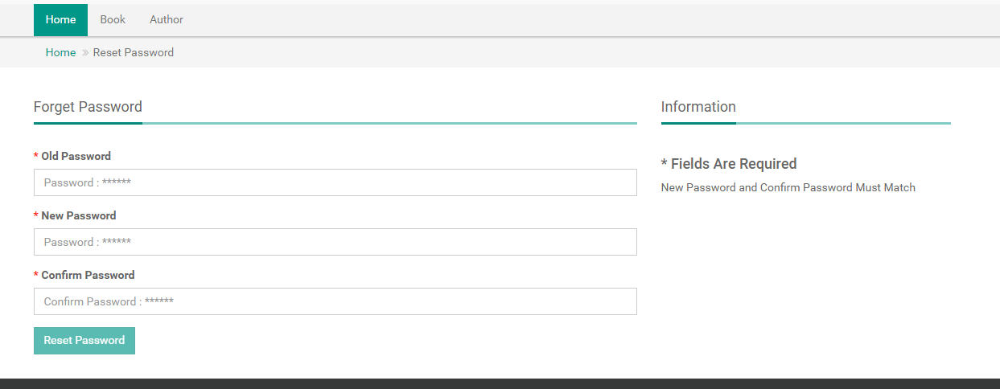 Home Book Author
Home » Reset Password
Forget Password
* Old Password
Password : ******
* New Password
Password : ******
* Confirm Password
Confirm Password : ******
Reset Password
Information
* Fields Are Required
New Password and Confirm Password Must Match